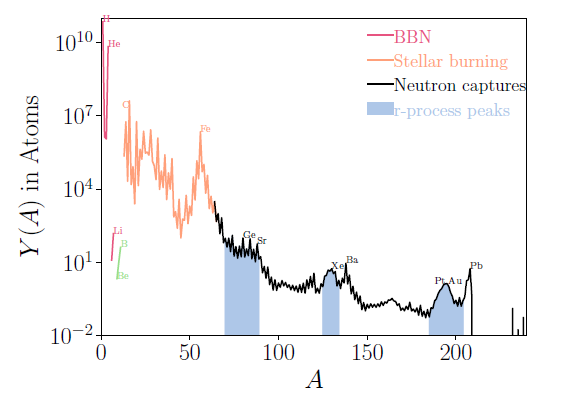 H
He
C
Fe
Li
B
Be
Ge
Sr
Xe
Ba
Pt
Au
Pb
BBN
Stellar burning
Neutron captures
r-process peaks
10^10
10^7
10^4
10^1
10^−2
Y(A) in Atoms
0 50 100 150 200
A